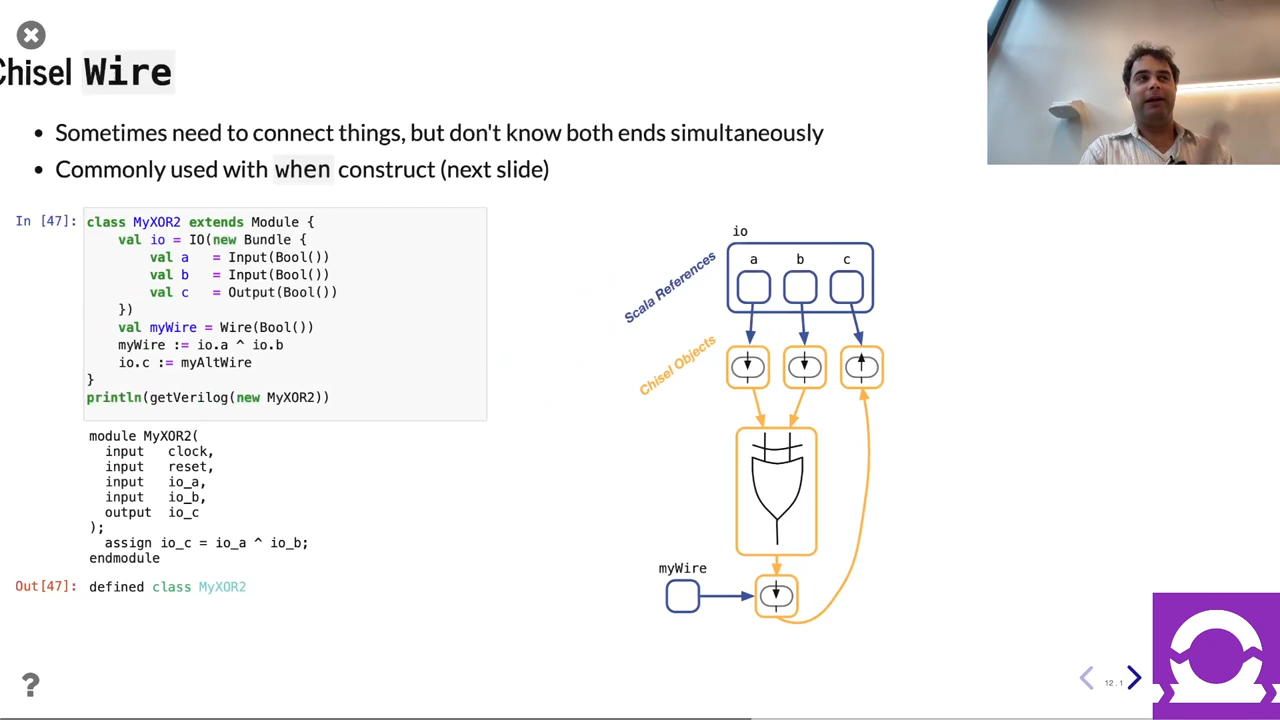 Chisel Wire
• Sometimes need to connect things, but don't know both ends simultaneously
• Commonly used with when construct (next slide)
In [47]:
class MyXOR2 extends Module {
    val io = IO(new Bundle {
        val a   = Input(Bool())
        val b   = Input(Bool())
        val c   = Output(Bool())
    })
    val myWire = Wire(Bool())
    myWire := io.a ^ io.b
    io.c := myAltWire
}
println(getVerilog(new MyXOR2))
module MyXOR2(
  input   clock,
  input   reset,
  input   io_a,
  input   io_b,
  output  io_c
);
  assign io_c = io_a ^ io_b;
endmodule
Out[47]: defined class MyXOR2
io
a b c
Scala References
Chisel Objects
myWire
?
12.1